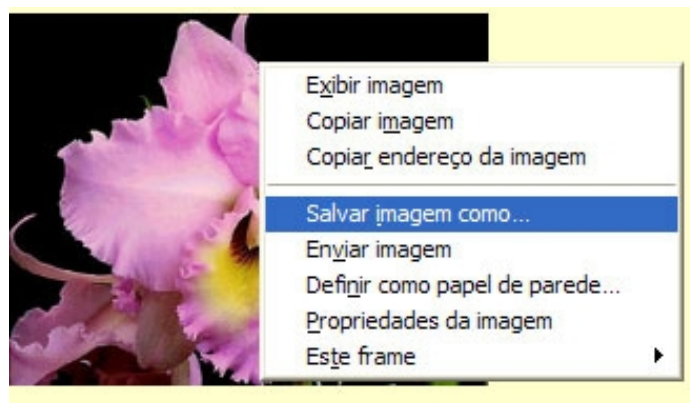 Exibir imagem
Copiar imagem
Copiar endereço da imagem
Salvar imagem como...
Enviar imagem
Definir como papel de parede...
Propriedades da imagem
Este frame